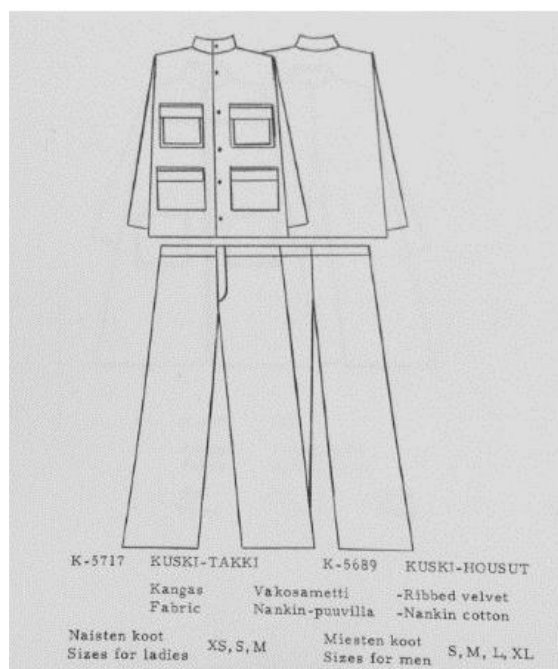 K-5717 KUSKI-TAKKI K-5689 KUSKI-HOUSUT
Kangas Vakosametti -Ribbed velvet
Fabric Nankin-puuvilla -Nankin cotton
Naisten koot XS, S, M Miesten koot S, M, L, XL
Sizes for ladies Sizes for men